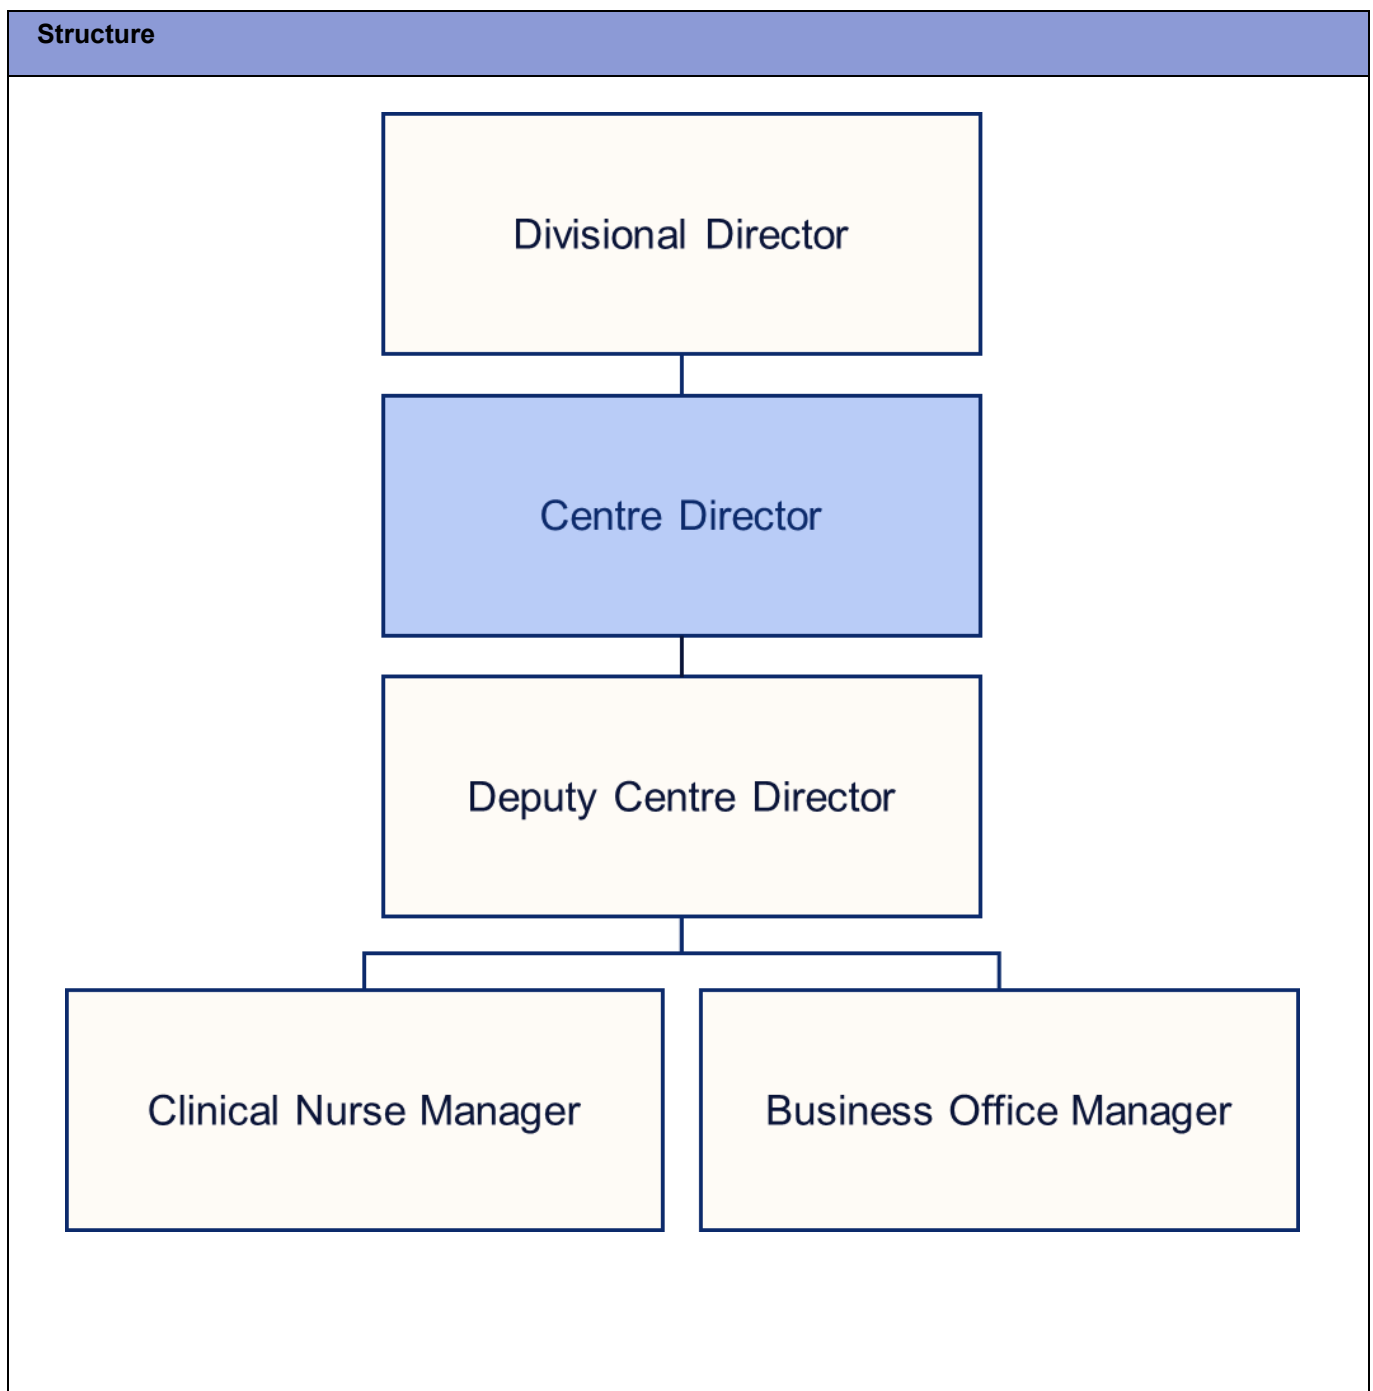 Structure
Divisional Director
Centre Director
Deputy Centre Director
Clinical Nurse Manager
Business Office Manager